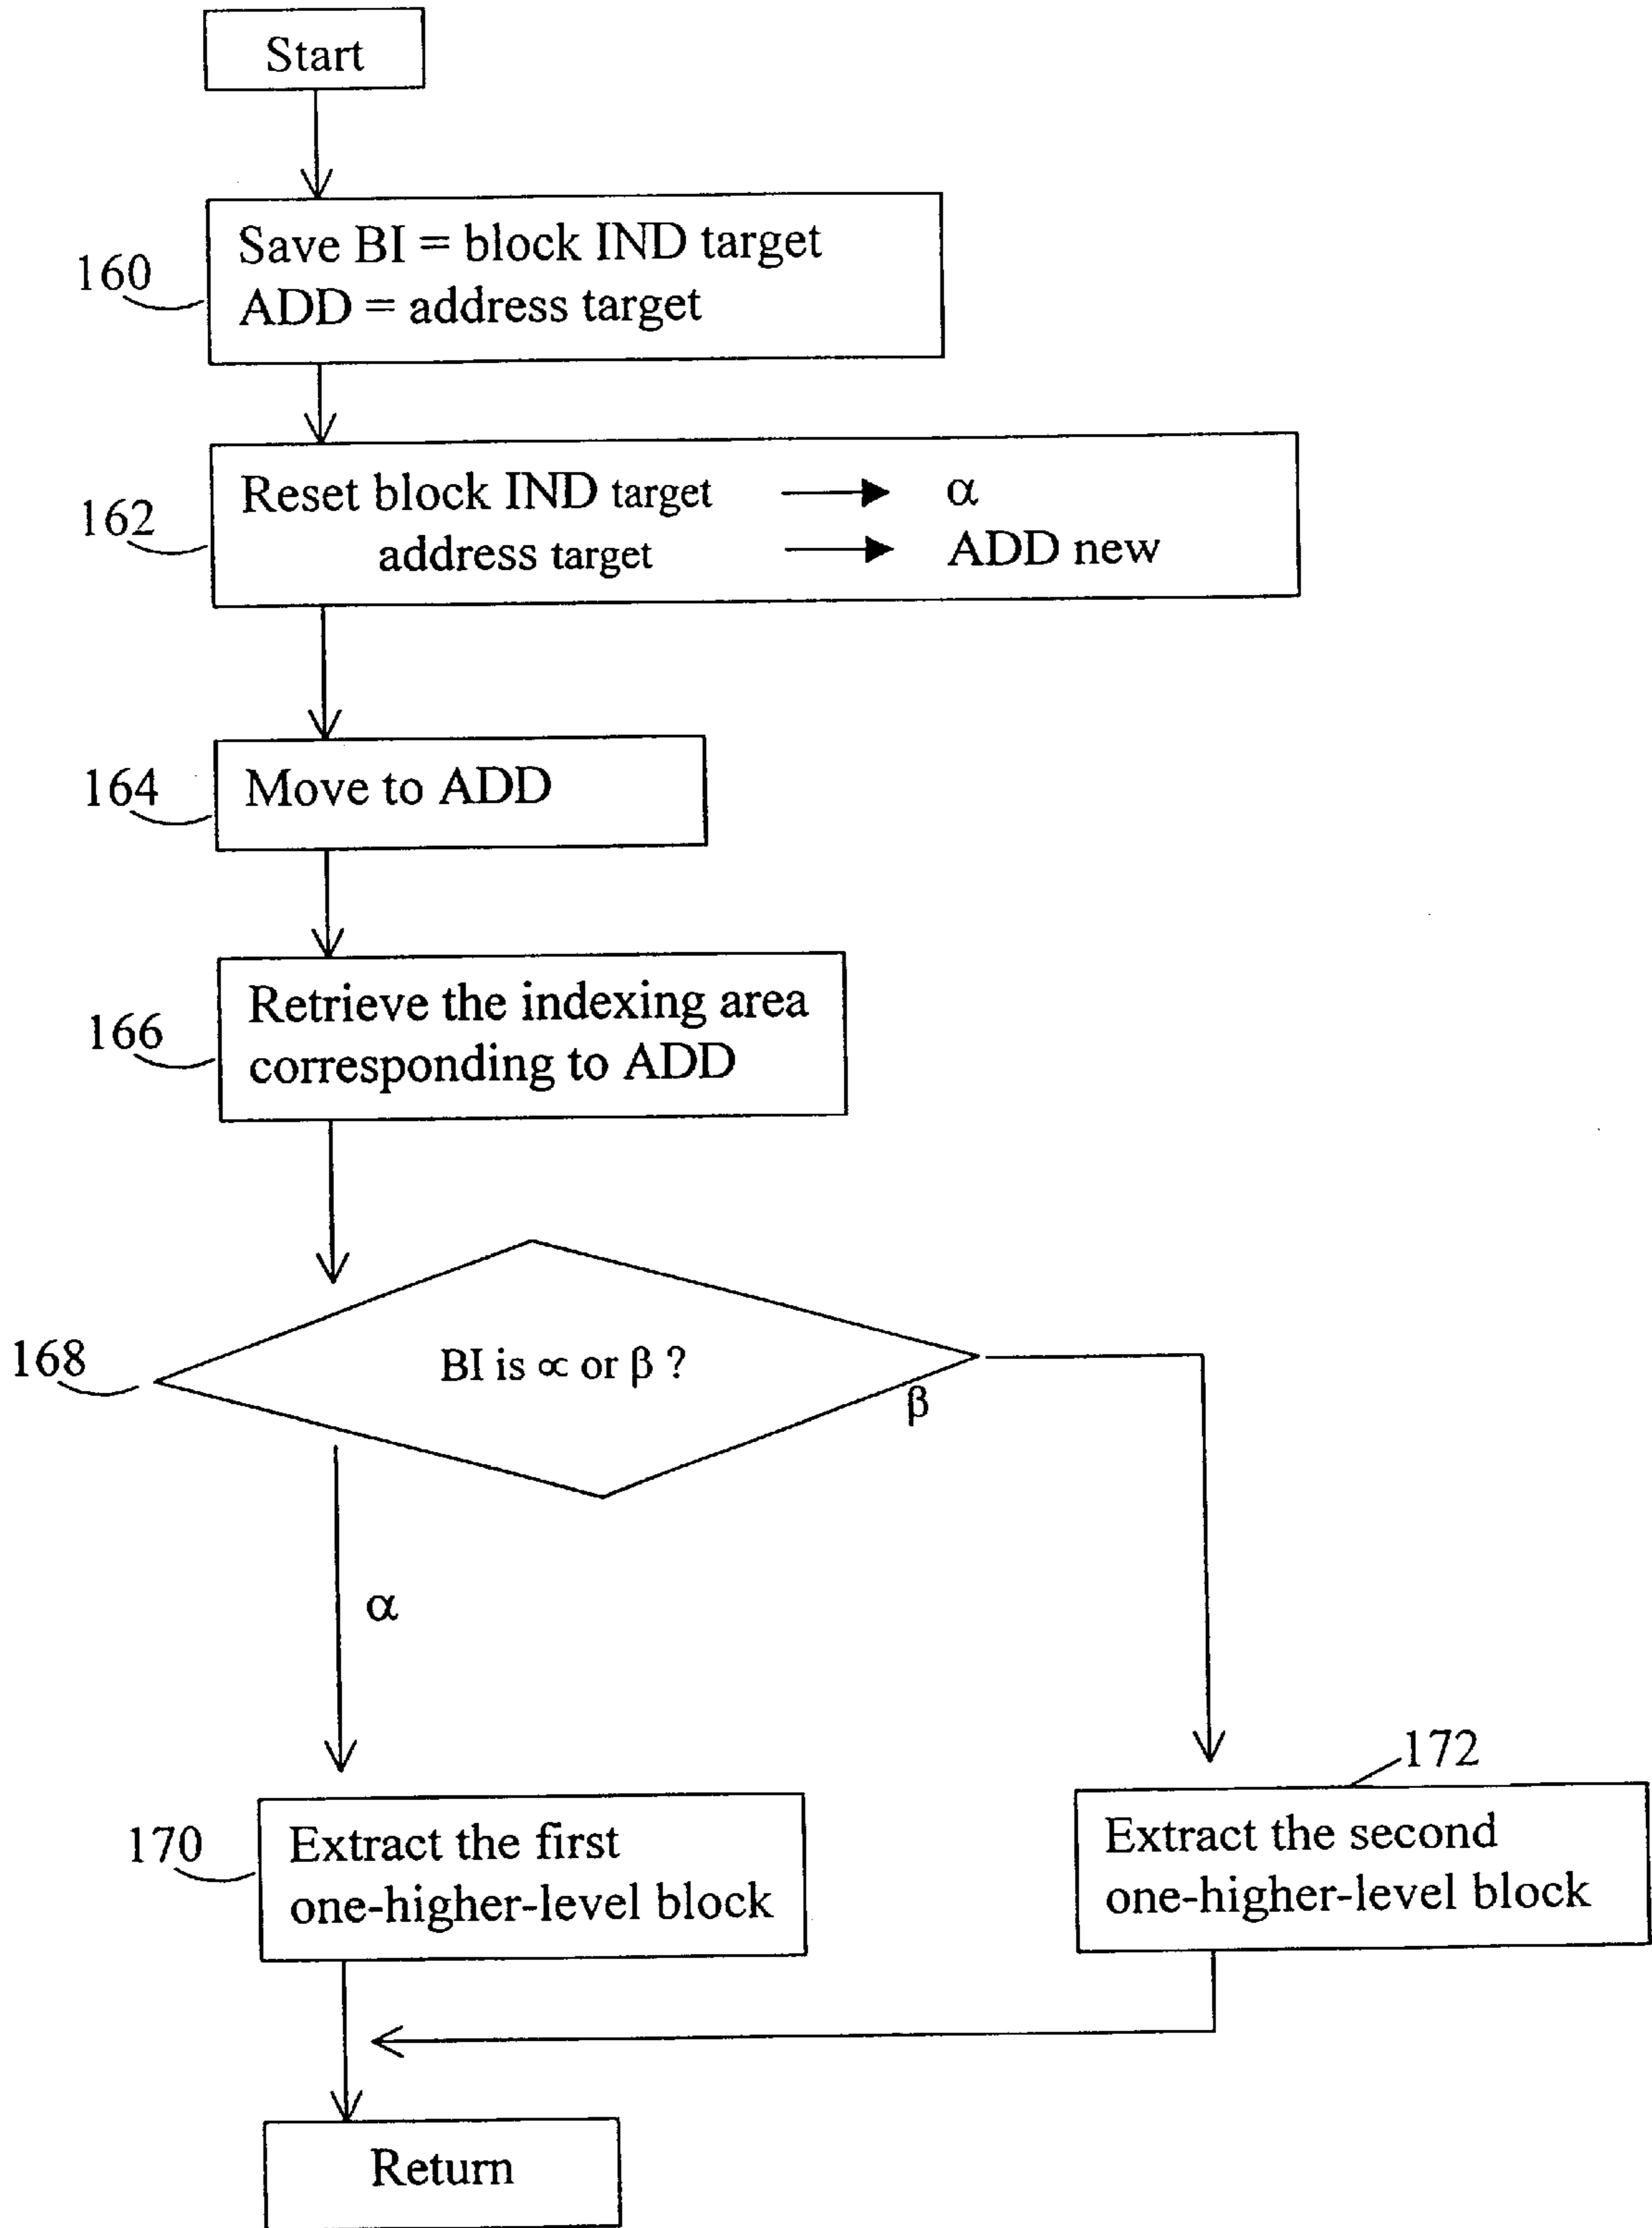 Start
160
Save BI = block IND target
ADD = address target
162
Reset block IND target → α
address target → ADD new
164
Move to ADD
166
Retrieve the indexing area
corresponding to ADD
168
BI is ∝ or β ?
β
α
170
Extract the first
one-higher-level block
172
Extract the second
one-higher-level block
Return